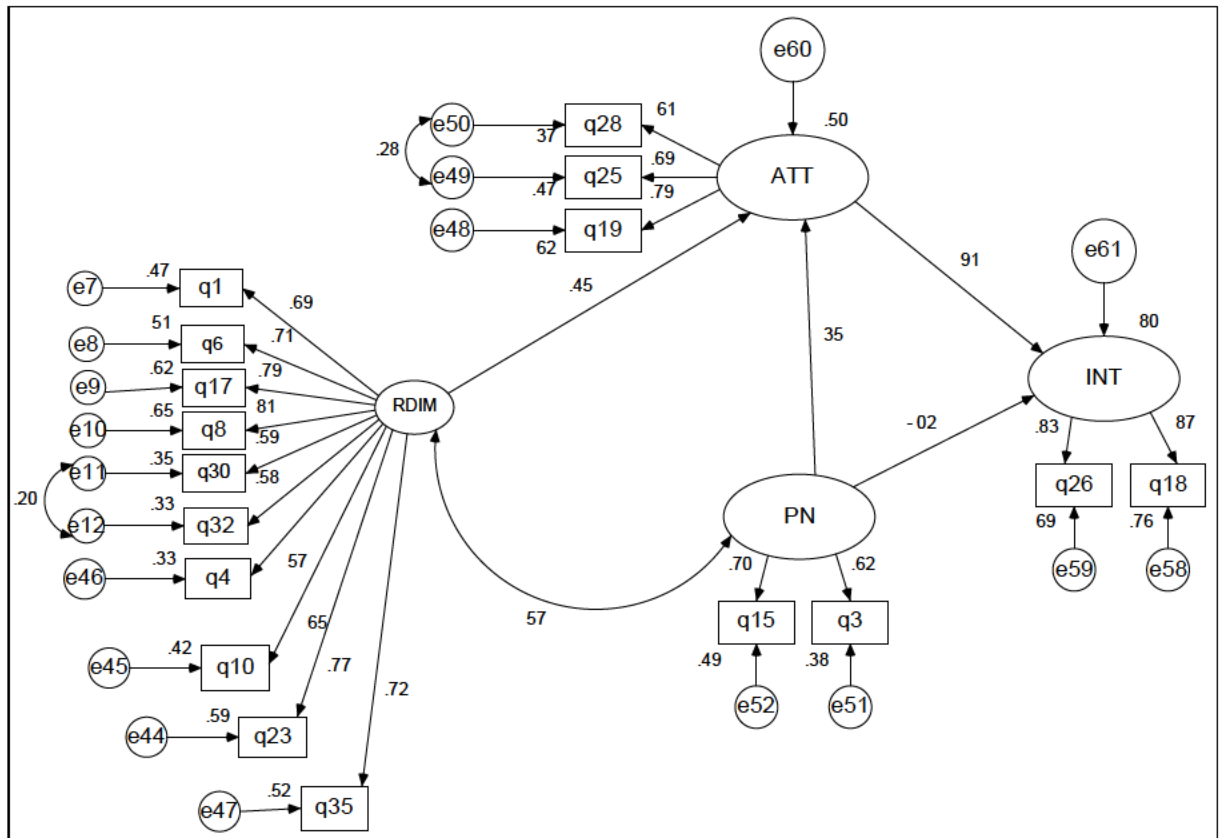 e60
.50
ATT
e50
37
q28
61
.28
e49
.47
q25
.69
e48
62
q19
.79
e61
80
INT
91
.45
35
- 02
.83
87
q26
q18
69
.76
e59
e58
e7
.47
q1
.69
e8
51
q6
.71
e9
.62
q17
.79
RDIM
e10
.65
q8
81
e11
.35
q30
.59
.20
e12
.33
q32
.58
e46
.33
q4
57
e45
.42
q10
65
e44
.59
q23
.77
e47
.52
q35
.72
57
PN
.70
.62
q15
q3
.49
.38
e52
e51